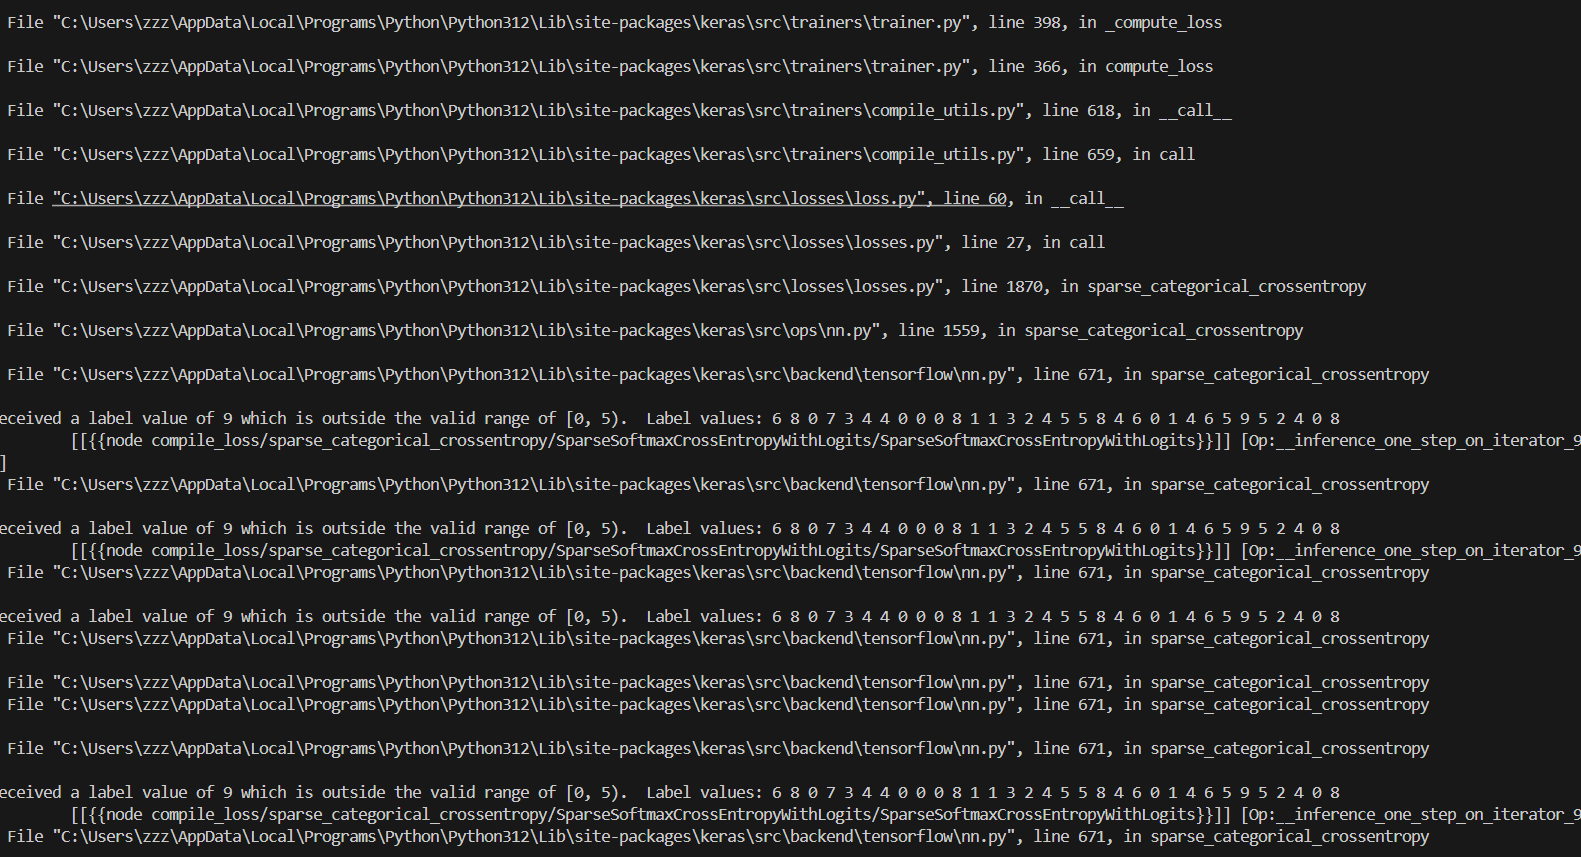 File "C:\Users\zzz\AppData\Local\Programs\Python\Python312\Lib\site-packages\keras\src\trainers\trainer.py", line 398, in _compute_loss
File "C:\Users\zzz\AppData\Local\Programs\Python\Python312\Lib\site-packages\keras\src\trainers\trainer.py", line 366, in compute_loss
File "C:\Users\zzz\AppData\Local\Programs\Python\Python312\Lib\site-packages\keras\src\trainers\compile_utils.py", line 618, in __call__
File "C:\Users\zzz\AppData\Local\Programs\Python\Python312\Lib\site-packages\keras\src\trainers\compile_utils.py", line 659, in call
File "C:\Users\zzz\AppData\Local\Programs\Python\Python312\Lib\site-packages\keras\src\losses\loss.py", line 60, in __call__
File "C:\Users\zzz\AppData\Local\Programs\Python\Python312\Lib\site-packages\keras\src\losses\losses.py", line 27, in call
File "C:\Users\zzz\AppData\Local\Programs\Python\Python312\Lib\site-packages\keras\src\losses\losses.py", line 1870, in sparse_categorical_crossentropy
File "C:\Users\zzz\AppData\Local\Programs\Python\Python312\Lib\site-packages\keras\src\ops\nn.py", line 1559, in sparse_categorical_crossentropy
File "C:\Users\zzz\AppData\Local\Programs\Python\Python312\Lib\site-packages\keras\src\backend\tensorflow\nn.py", line 671, in sparse_categorical_crossentropy
eceived a label value of 9 which is outside the valid range of [0, 5).  Label values: 6 8 0 7 3 4 4 0 0 0 8 1 1 3 2 4 5 5 8 4 6 0 1 4 6 5 9 5 2 4 0 8
[[{{node compile_loss/sparse_categorical_crossentropy/SparseSoftmaxCrossEntropyWithLogits/SparseSoftmaxCrossEntropyWithLogits}}]] [Op:__inference_one_step_on_iterator_9
]
File "C:\Users\zzz\AppData\Local\Programs\Python\Python312\Lib\site-packages\keras\src\backend\tensorflow\nn.py", line 671, in sparse_categorical_crossentropy
eceived a label value of 9 which is outside the valid range of [0, 5).  Label values: 6 8 0 7 3 4 4 0 0 0 8 1 1 3 2 4 5 5 8 4 6 0 1 4 6 5 9 5 2 4 0 8
[[{{node compile_loss/sparse_categorical_crossentropy/SparseSoftmaxCrossEntropyWithLogits/SparseSoftmaxCrossEntropyWithLogits}}]] [Op:__inference_one_step_on_iterator_9
File "C:\Users\zzz\AppData\Local\Programs\Python\Python312\Lib\site-packages\keras\src\backend\tensorflow\nn.py", line 671, in sparse_categorical_crossentropy
eceived a label value of 9 which is outside the valid range of [0, 5).  Label values: 6 8 0 7 3 4 4 0 0 0 8 1 1 3 2 4 5 5 8 4 6 0 1 4 6 5 9 5 2 4 0 8
File "C:\Users\zzz\AppData\Local\Programs\Python\Python312\Lib\site-packages\keras\src\backend\tensorflow\nn.py", line 671, in sparse_categorical_crossentropy
File "C:\Users\zzz\AppData\Local\Programs\Python\Python312\Lib\site-packages\keras\src\backend\tensorflow\nn.py", line 671, in sparse_categorical_crossentropy
File "C:\Users\zzz\AppData\Local\Programs\Python\Python312\Lib\site-packages\keras\src\backend\tensorflow\nn.py", line 671, in sparse_categorical_crossentropy
File "C:\Users\zzz\AppData\Local\Programs\Python\Python312\Lib\site-packages\keras\src\backend\tensorflow\nn.py", line 671, in sparse_categorical_crossentropy
eceived a label value of 9 which is outside the valid range of [0, 5).  Label values: 6 8 0 7 3 4 4 0 0 0 8 1 1 3 2 4 5 5 8 4 6 0 1 4 6 5 9 5 2 4 0 8
[[{{node compile_loss/sparse_categorical_crossentropy/SparseSoftmaxCrossEntropyWithLogits/SparseSoftmaxCrossEntropyWithLogits}}]] [Op:__inference_one_step_on_iterator_9
File "C:\Users\zzz\AppData\Local\Programs\Python\Python312\Lib\site-packages\keras\src\backend\tensorflow\nn.py", line 671, in sparse_categorical_crossentropy